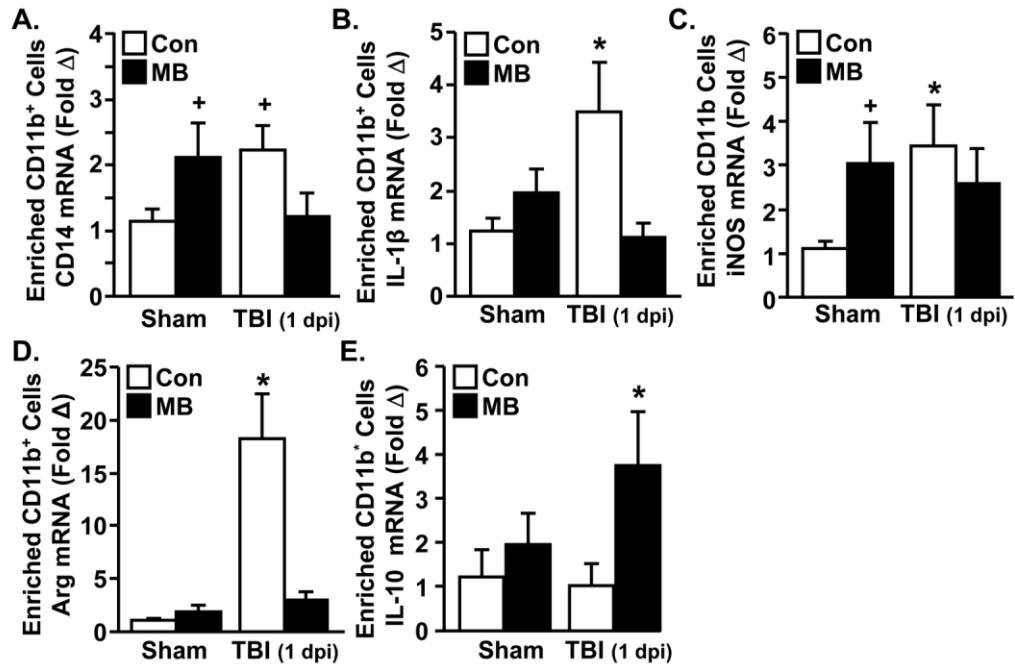 A.
Enriched CD11b+ Cells
CD14 mRNA (Fold Δ)
4
3
2
1
0
Con
MB
+
+
Sham
TBI (1 dpi)
B.
Enriched CD11b+ Cells
IL-1β mRNA (Fold Δ)
5
4
3
2
1
0
Con
MB
*
Sham
TBI (1 dpi)
C.
Enriched CD11b Cells
iNOS mRNA (Fold Δ)
6
5
4
3
2
1
0
Con
MB
+
*
Sham
TBI (1 dpi)
D.
Enriched CD11b+ Cells
Arg mRNA (Fold Δ)
25
20
15
10
5
0
Con
MB
*
Sham
TBI (1 dpi)
E.
Enriched CD11b* Cells
IL-10 mRNA (Fold Δ)
6
5
4
3
2
1
0
Con
MB
*
Sham
TBI (1 dpi)